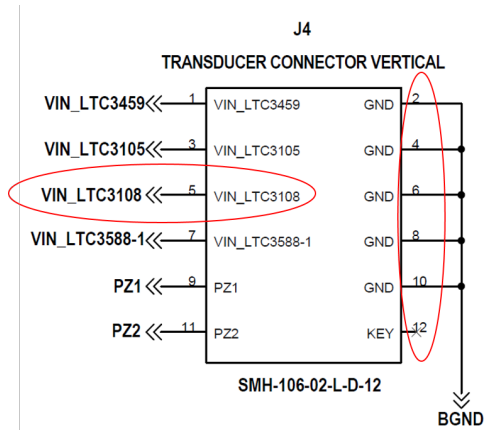 J4
TRANSDUCER CONNECTOR VERTICAL
VIN_LTC3459 1 VIN_LTC3459 GND 2
VIN_LTC3105 3 VIN_LTC3105 GND 4
VIN_LTC3108 5 VIN_LTC3108 GND 6
VIN_LTC3588-1 7 VIN_LTC3588-1 GND 8
PZ1 9 PZ1 GND 10
PZ2 11 PZ2 KEY 12
SMH-106-02-L-D-12
BGND